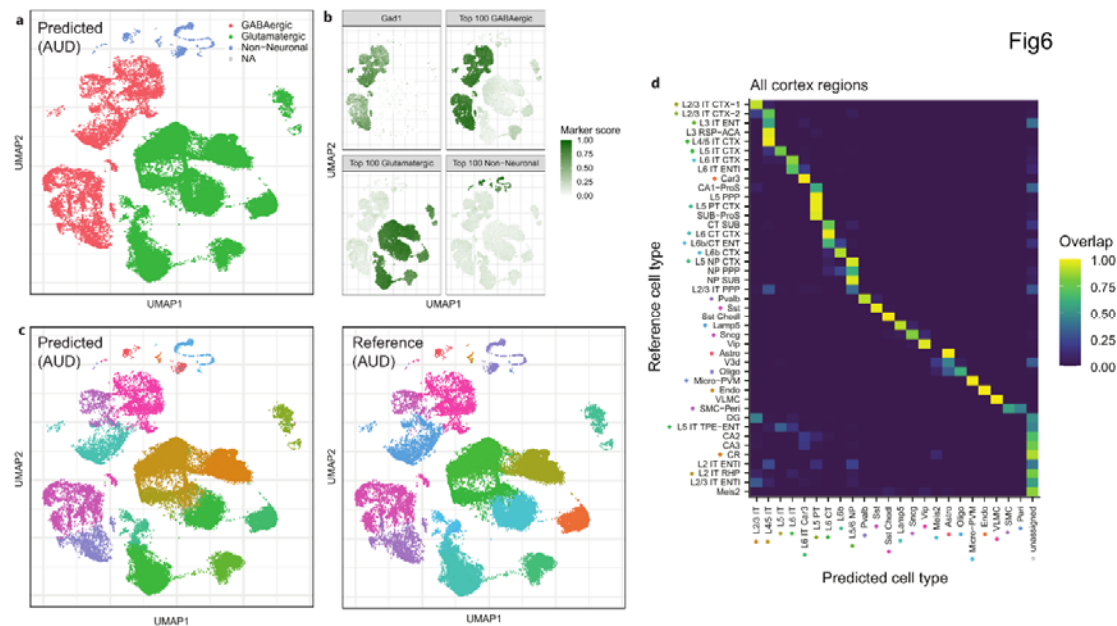 Fig6
a
Predicted
(AUD)
GABAergic
Glutamatergic
Non-Neuronal
NA
UMAP2
UMAP1
b
Gad1
Top 100 GABAergic
Top 100 Glutamatergic
Top 100 Non-Neuronal
UMAP2
UMAP1
Marker score
1.00
0.75
0.50
0.25
0.00
c
Predicted
(AUD)
UMAP2
UMAP1
Reference
(AUD)
UMAP2
UMAP1
d
All cortex regions
Reference cell type
L2/3 IT CTX-1
L2/3 IT CTX-2
L3 IT ENT
L3 RSP-ACA
L4/5 IT CTX
L5 IT CTX
L6 IT CTX
L6 IT ENTl
Car3
CA1-ProS
L5 PPP
L5 PT CTX
SUB-ProS
CT SUB
L6 CT CTX
L6b/CT ENT
L6b CTX
L5 NP CTX
NP PPP
NP SUB
L2/3 IT PPP
Pvalb
Sst
Sst Chodl
Lamp5
Sncg
Vip
Astro
V3d
Oligo
Micro-PVM
Endo
VLMC
SMC-Peri
DG
L5 IT TPE-ENT
CA2
CA3
CR
L2 IT ENTl
L2 IT RHP
L2/3 IT ENTl
Meis2
L2/3 IT
L4/5 IT
L5 IT
L6 IT
L6 IT Car3
L5 PT
L6 CT
L6b
L5/6 NP
Pvalb
Sst
Sst Chodl
Lamp5
Sncg
Vip
Meis2
Astro
Oligo
Micro-PVM
Endo
VLMC
SMC
Peri
unassigned
Predicted cell type
Overlap
1.00
0.75
0.50
0.25
0.00